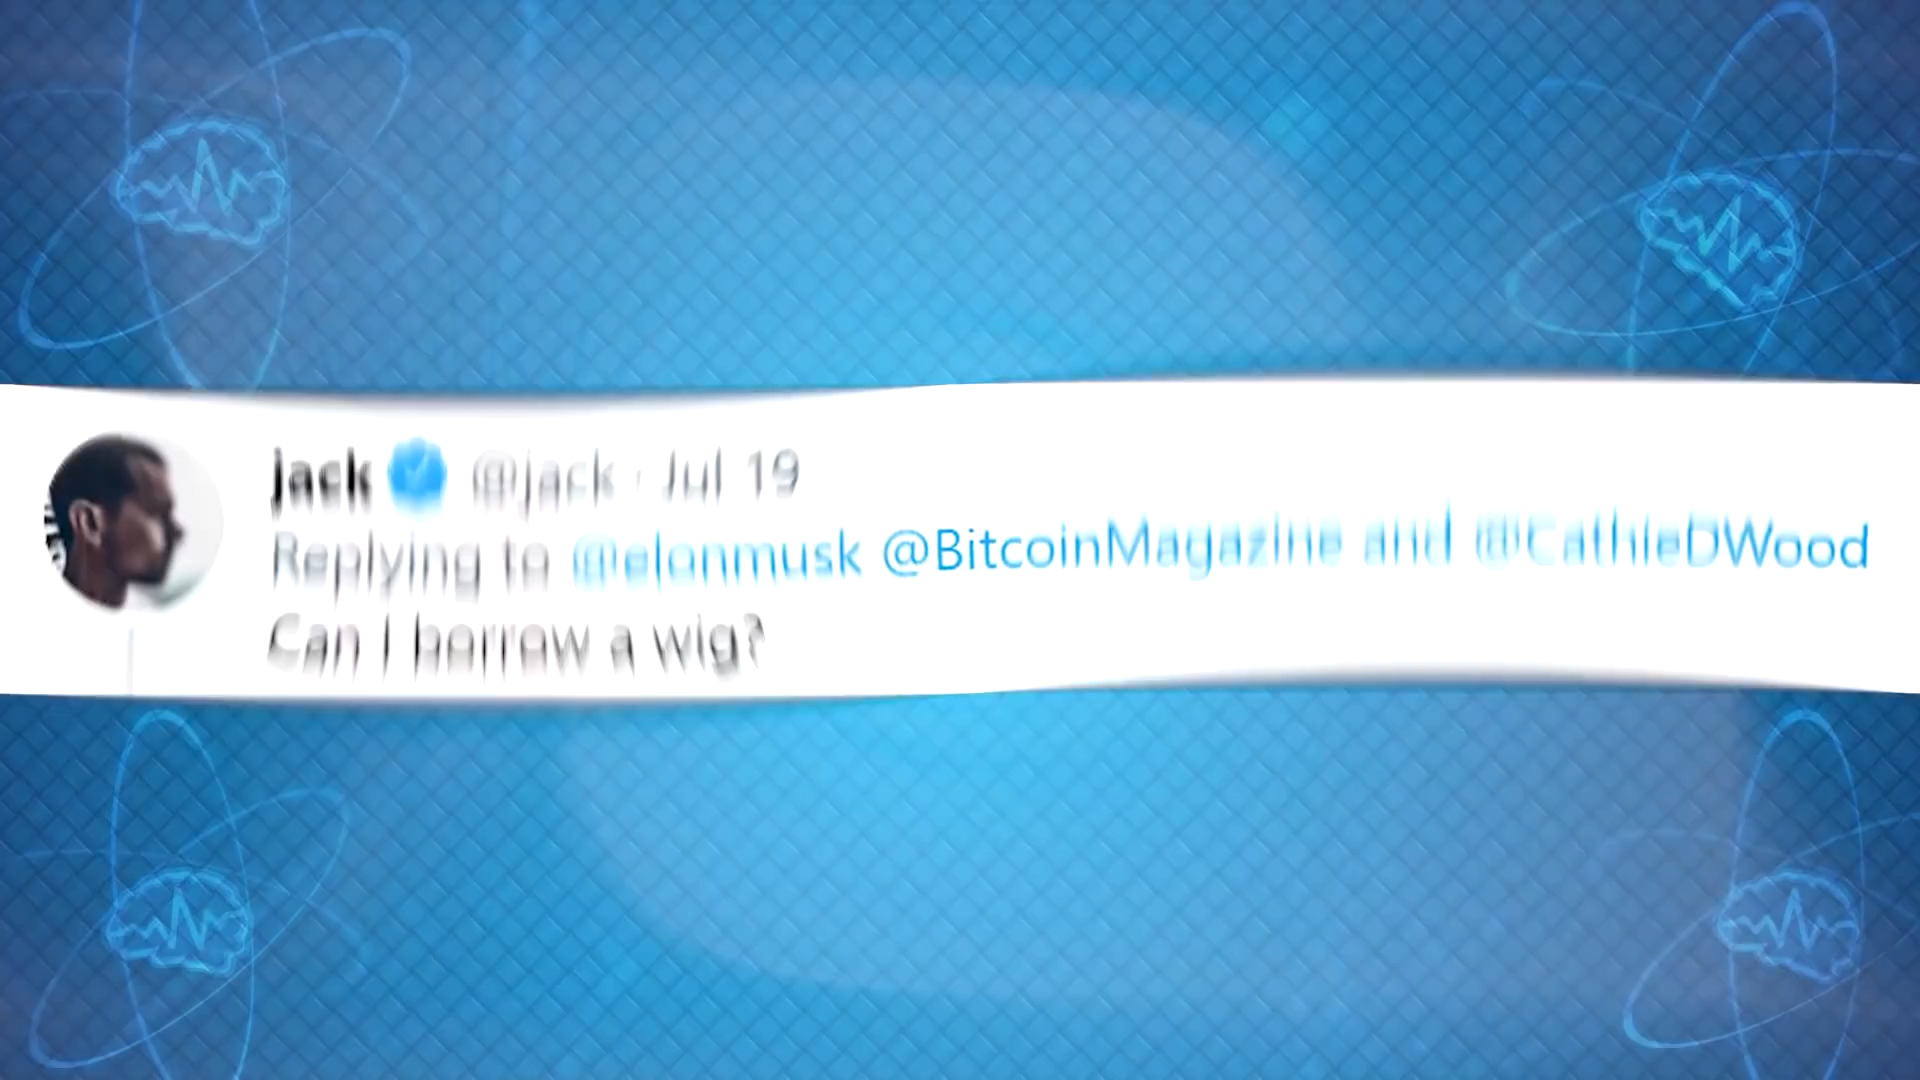 jack @jack · Jul 19
Replying to @elonmusk @BitcoinMagazine and @CathieDWood
Can I borrow a wig?